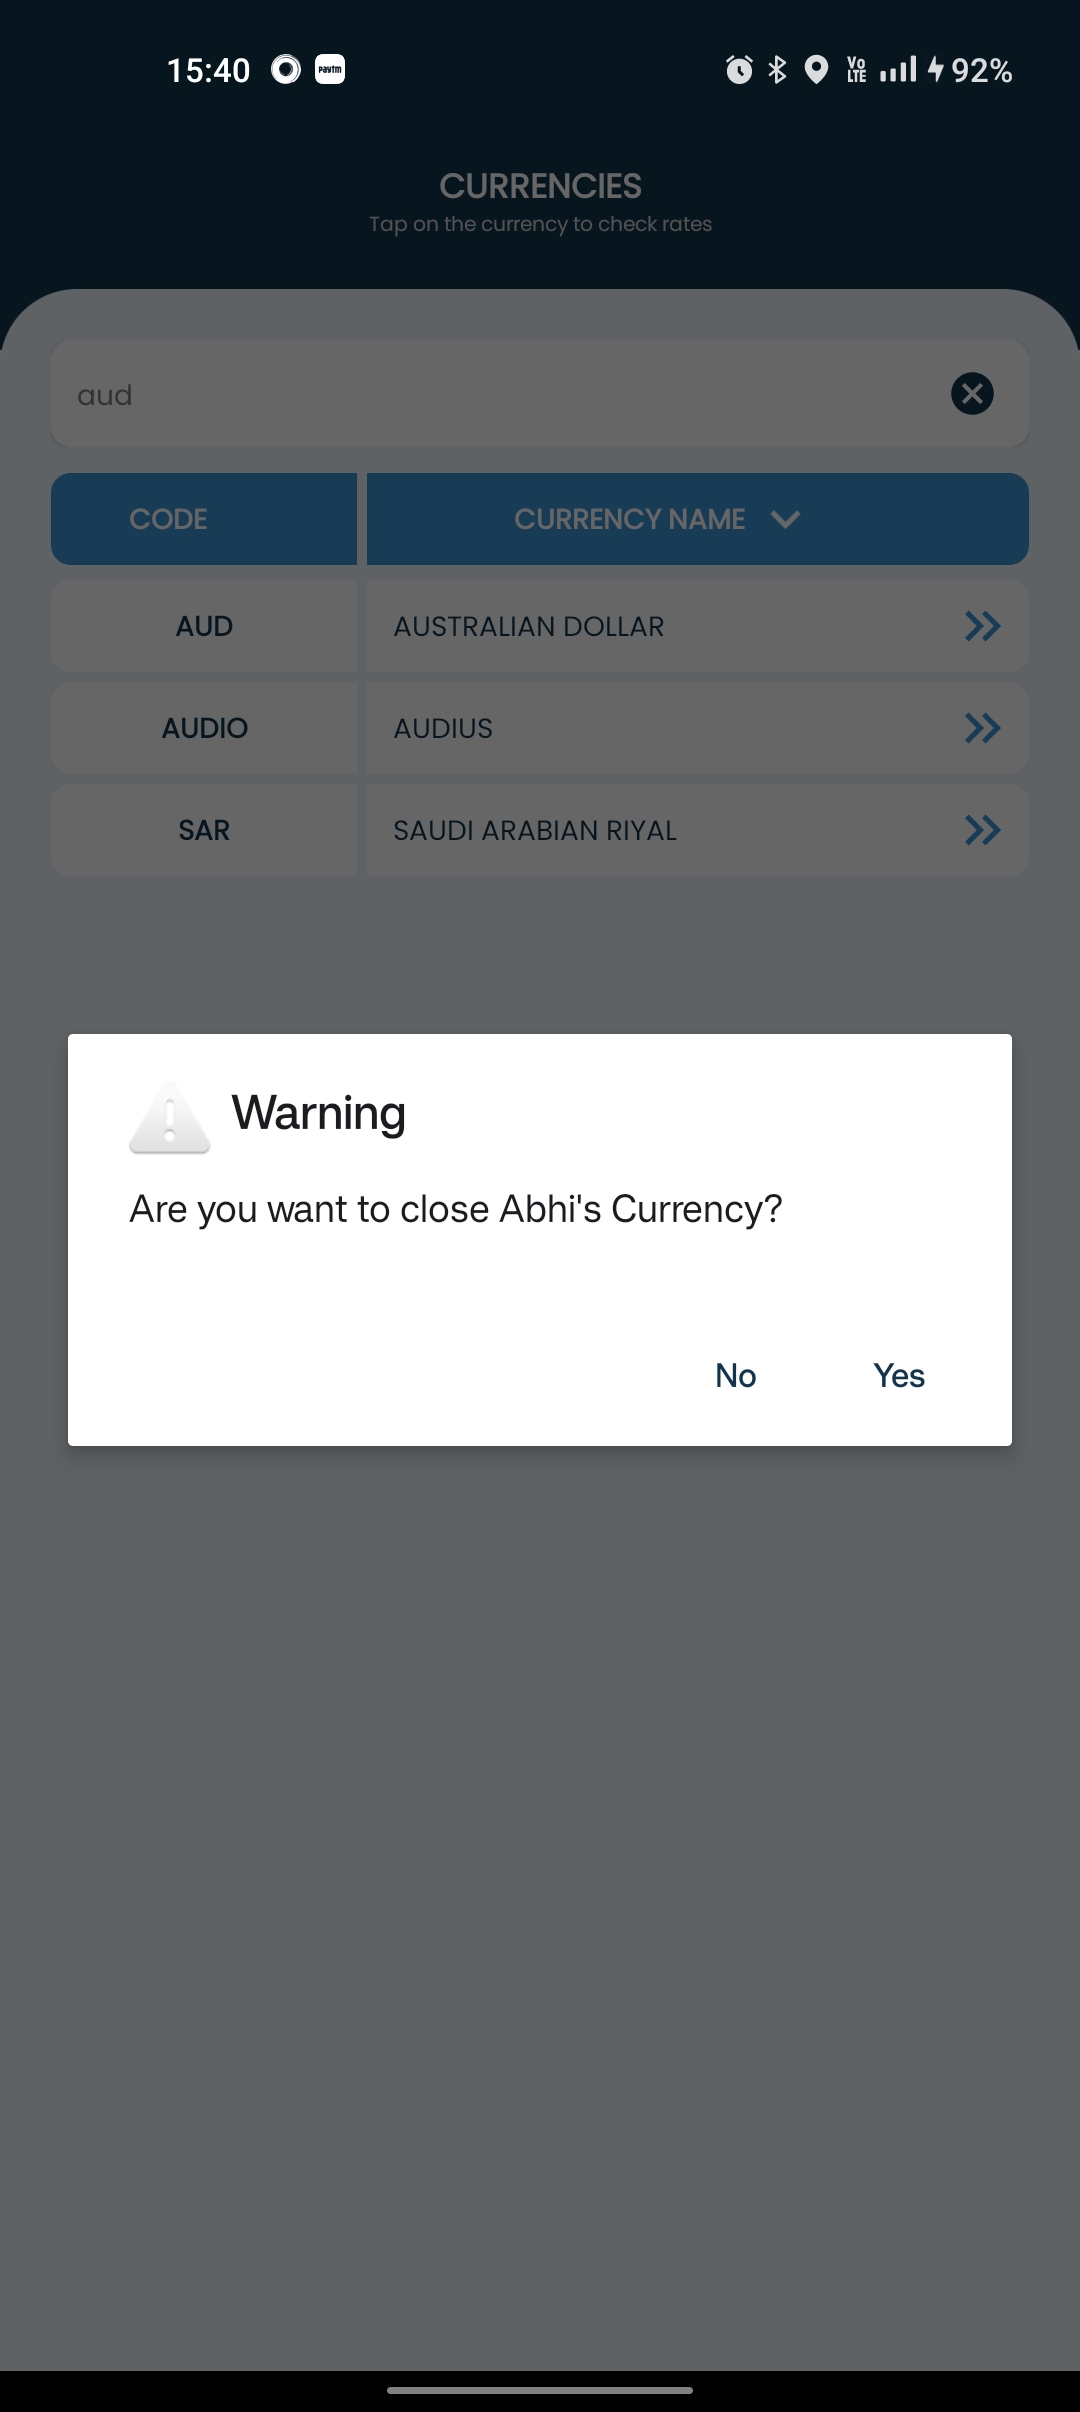 15:40 paytm Vo LTE 92%
CURRENCIES
Tap on the currency to check rates
aud
CODE CURRENCY NAME
AUD AUSTRALIAN DOLLAR
AUDIO AUDIUS
SAR SAUDI ARABIAN RIYAL
Warning
Are you want to close Abhi's Currency?
No Yes